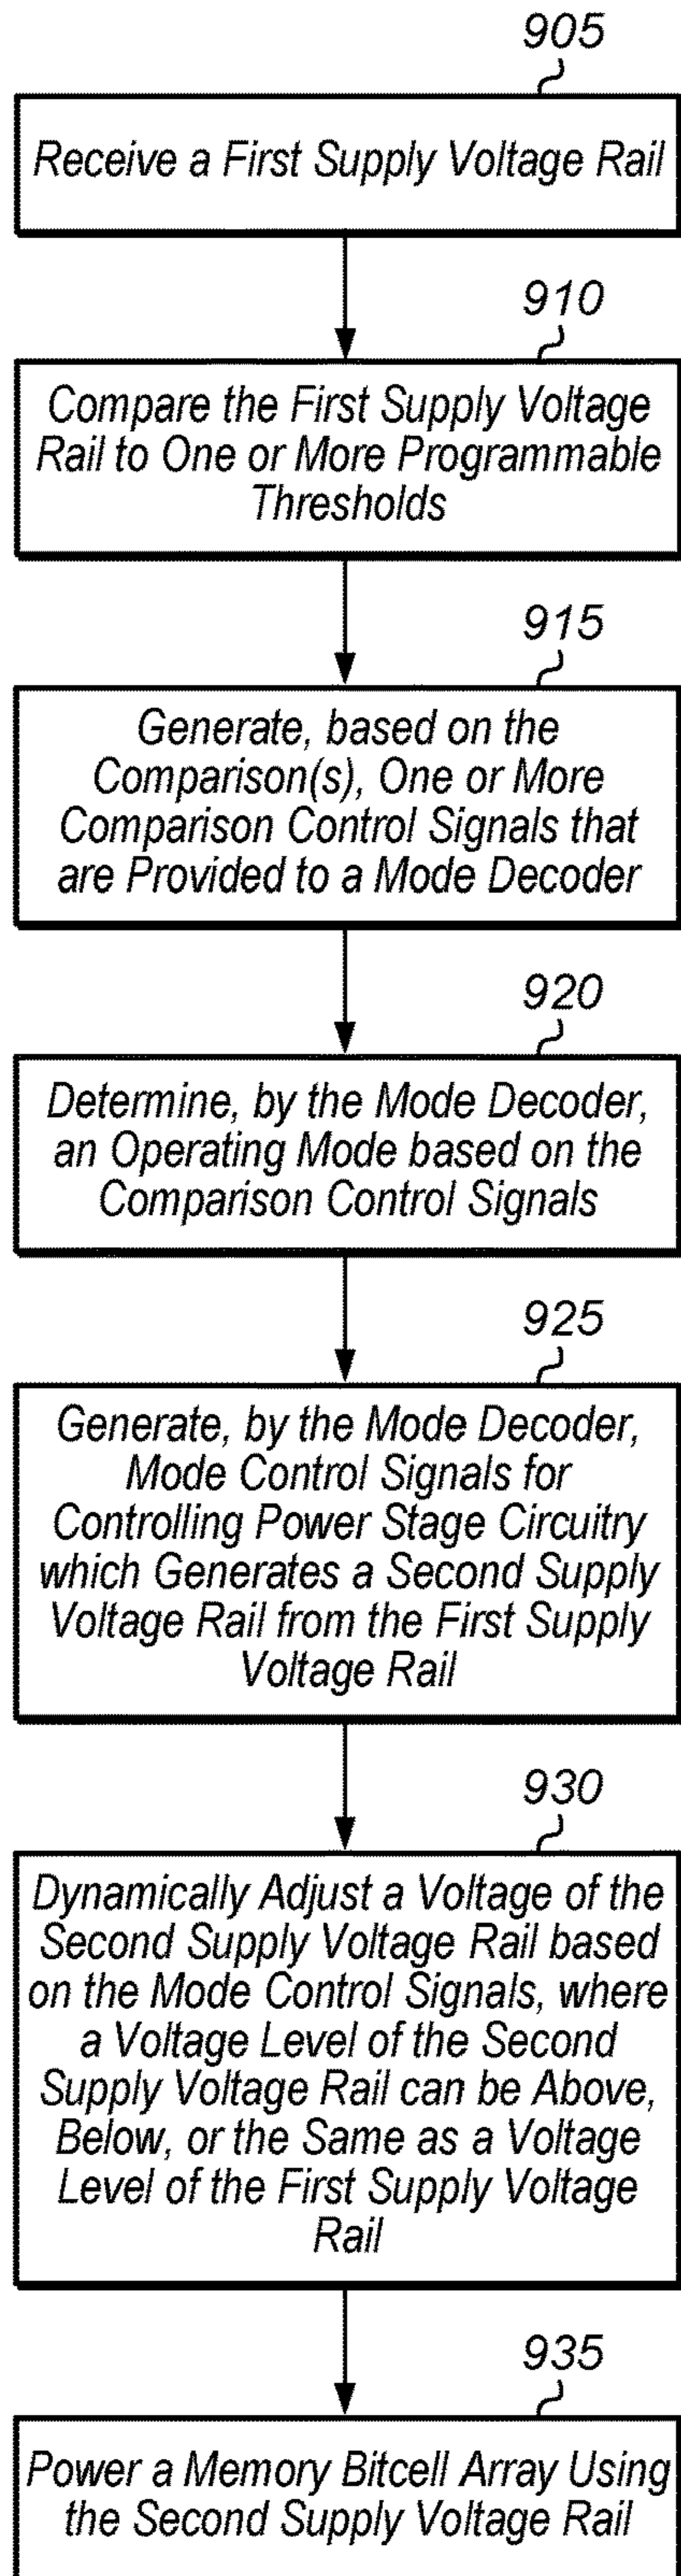 905
Receive a First Supply Voltage Rail
910
Compare the First Supply Voltage
Rail to One or More Programmable
Thresholds
915
Generate, based on the
Comparison(s), One or More
Comparison Control Signals that
are Provided to a Mode Decoder
920
Determine, by the Mode Decoder,
an Operating Mode based on the
Comparison Control Signals
925
Generate, by the Mode Decoder,
Mode Control Signals for
Controlling Power Stage Circuitry
which Generates a Second Supply
Voltage Rail from the First Supply
Voltage Rail
930
Dynamically Adjust a Voltage of the
Second Supply Voltage Rail based
on the Mode Control Signals, where
a Voltage Level of the Second
Supply Voltage Rail can be Above,
Below, or the Same as a Voltage
Level of the First Supply Voltage
Rail
935
Power a Memory Bitcell Array Using
the Second Supply Voltage Rail